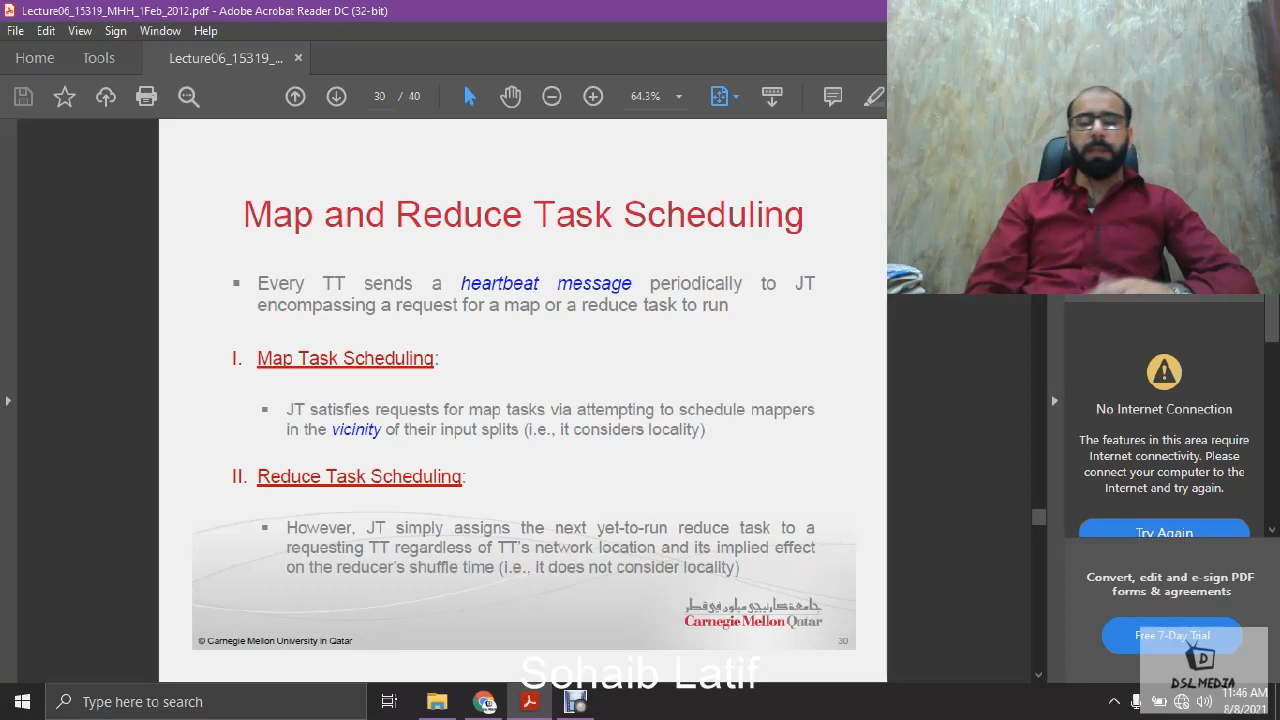 Lecture06_15319_MHH_1Feb_2012.pdf - Adobe Acrobat Reader DC (32-bit)
File Edit View Sign Window Help
Home Tools Lecture06_15319_... ×
30 / 40 64.3%
Map and Reduce Task Scheduling
▪ Every TT sends a heartbeat message periodically to JT
encompassing a request for a map or a reduce task to run
I. Map Task Scheduling:
▪ JT satisfies requests for map tasks via attempting to schedule mappers
in the vicinity of their input splits (i.e., it considers locality)
II. Reduce Task Scheduling:
▪ However, JT simply assigns the next yet-to-run reduce task to a
requesting TT regardless of TT's network location and its implied effect
on the reducer's shuffle time (i.e., it does not consider locality)
جامعة كارنيجي ميلون في قطر
Carnegie Mellon Qatar
© Carnegie Mellon University in Qatar 30
No Internet Connection
The features in this area require
Internet connectivity. Please
connect your computer to the
Internet and try again.
Try Again
Convert, edit and e-sign PDF
forms & agreements
Free 7-Day Trial
D
DSL MEDIA
Sohaib Latif
Type here to search
11:46 AM
8/8/2021